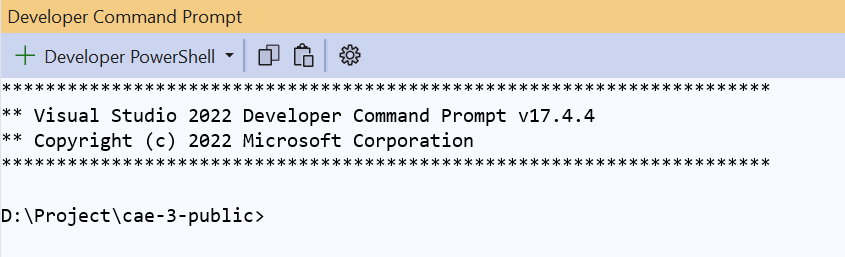 Developer Command Prompt
Developer PowerShell
***********************************************************************
** Visual Studio 2022 Developer Command Prompt v17.4.4
** Copyright (c) 2022 Microsoft Corporation
***********************************************************************
D:\Project\cae-3-public>